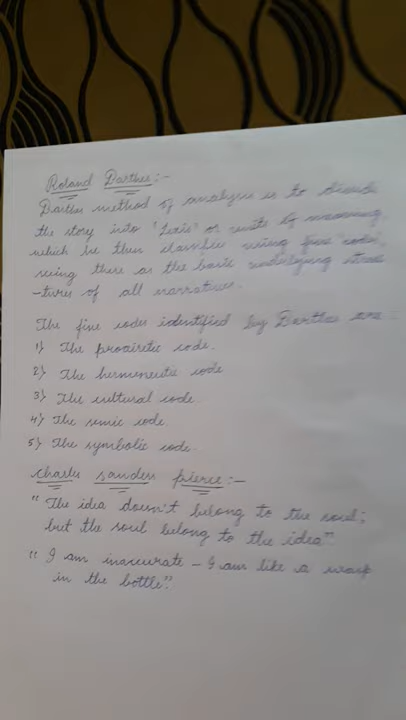 Roland Barthes:-
Barthes method of analysis is to divide
the story into 'Lexis' or units of meaning,
which he then classifies using five 'codes',
seeing these as the basic underlying struc
-tures of all narratives.
The five codes identified by Barthes are:
1) The proairetic code.
2) The hermeneutic code
3) The cultural code
4) The semic code.
5) The symbolic code.
Charles sanders pierce:-
"The idea doesn't belong to the soul;
but the soul belong to the idea"
"I am inaccurate - I am like a wasp
in the bottle".